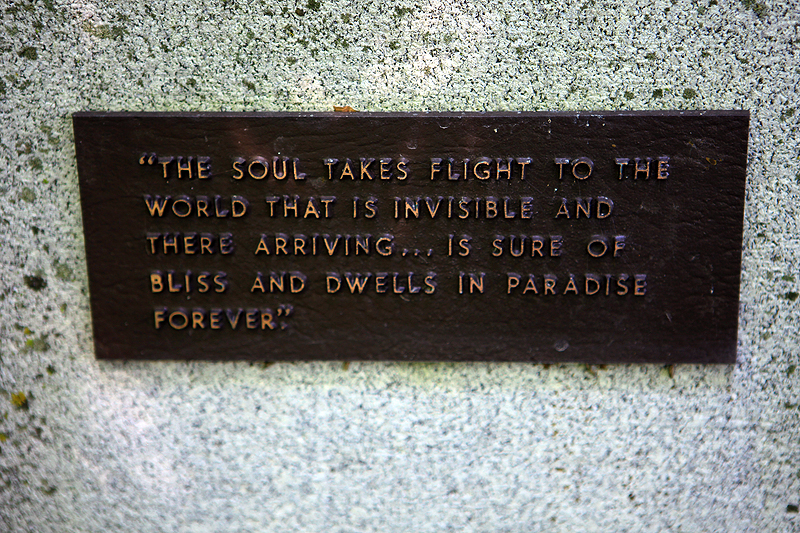 “THE SOUL TAKES FLIGHT TO THE
WORLD THAT IS INVISIBLE AND
THERE ARRIVING... IS SURE OF
BLISS AND DWELLS IN PARADISE
FOREVER”.